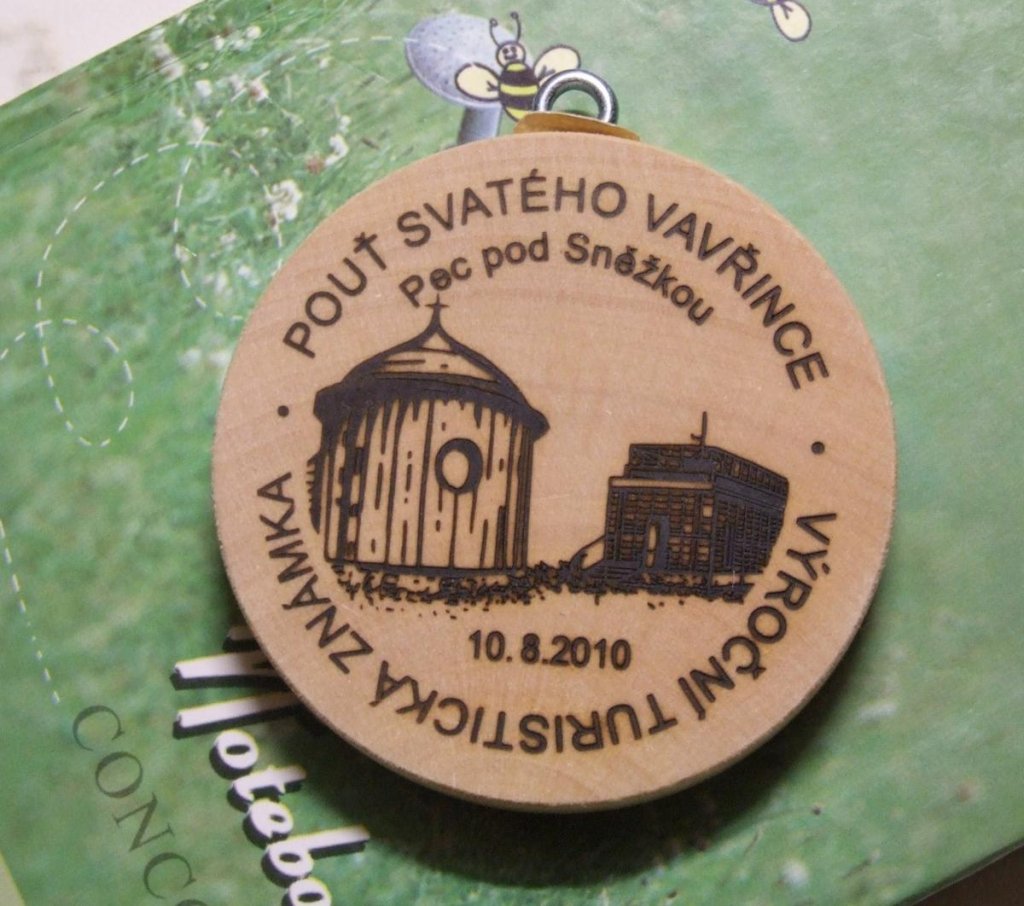 POUŤ SVATÉHO VAVŘINCE
Pec pod Sněžkou
10.8.2010
VÝROČNÍ TURISTICKÁ ZNÁMKA